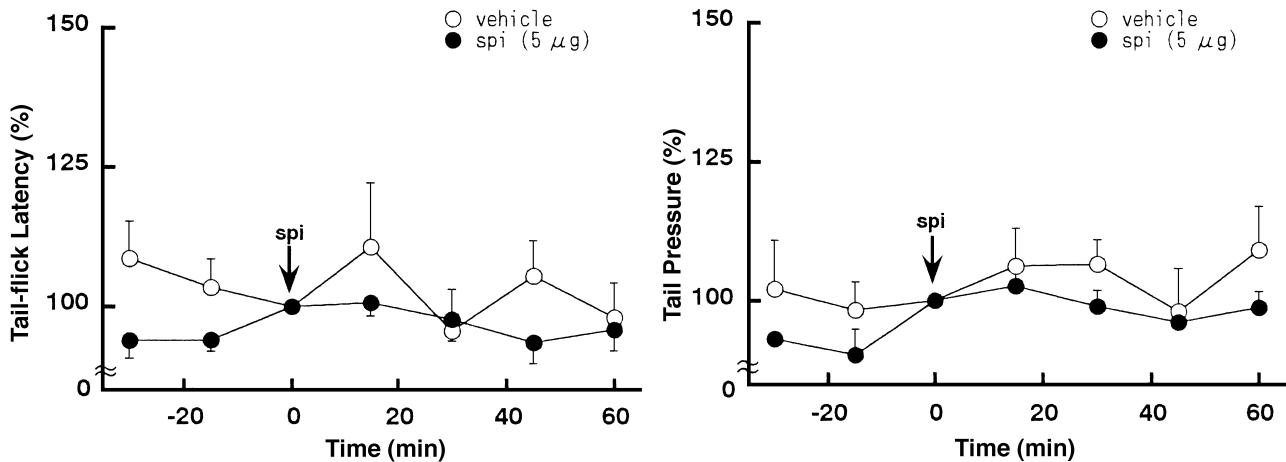 vehicle
spi (5 μg)
150
125
100
0
Tail-flick Latency (%)
spi
-20 0 20 40 60
Time (min)
vehicle
spi (5 μg)
150
125
100
0
Tail Pressure (%)
spi
-20 0 20 40 60
Time (min)